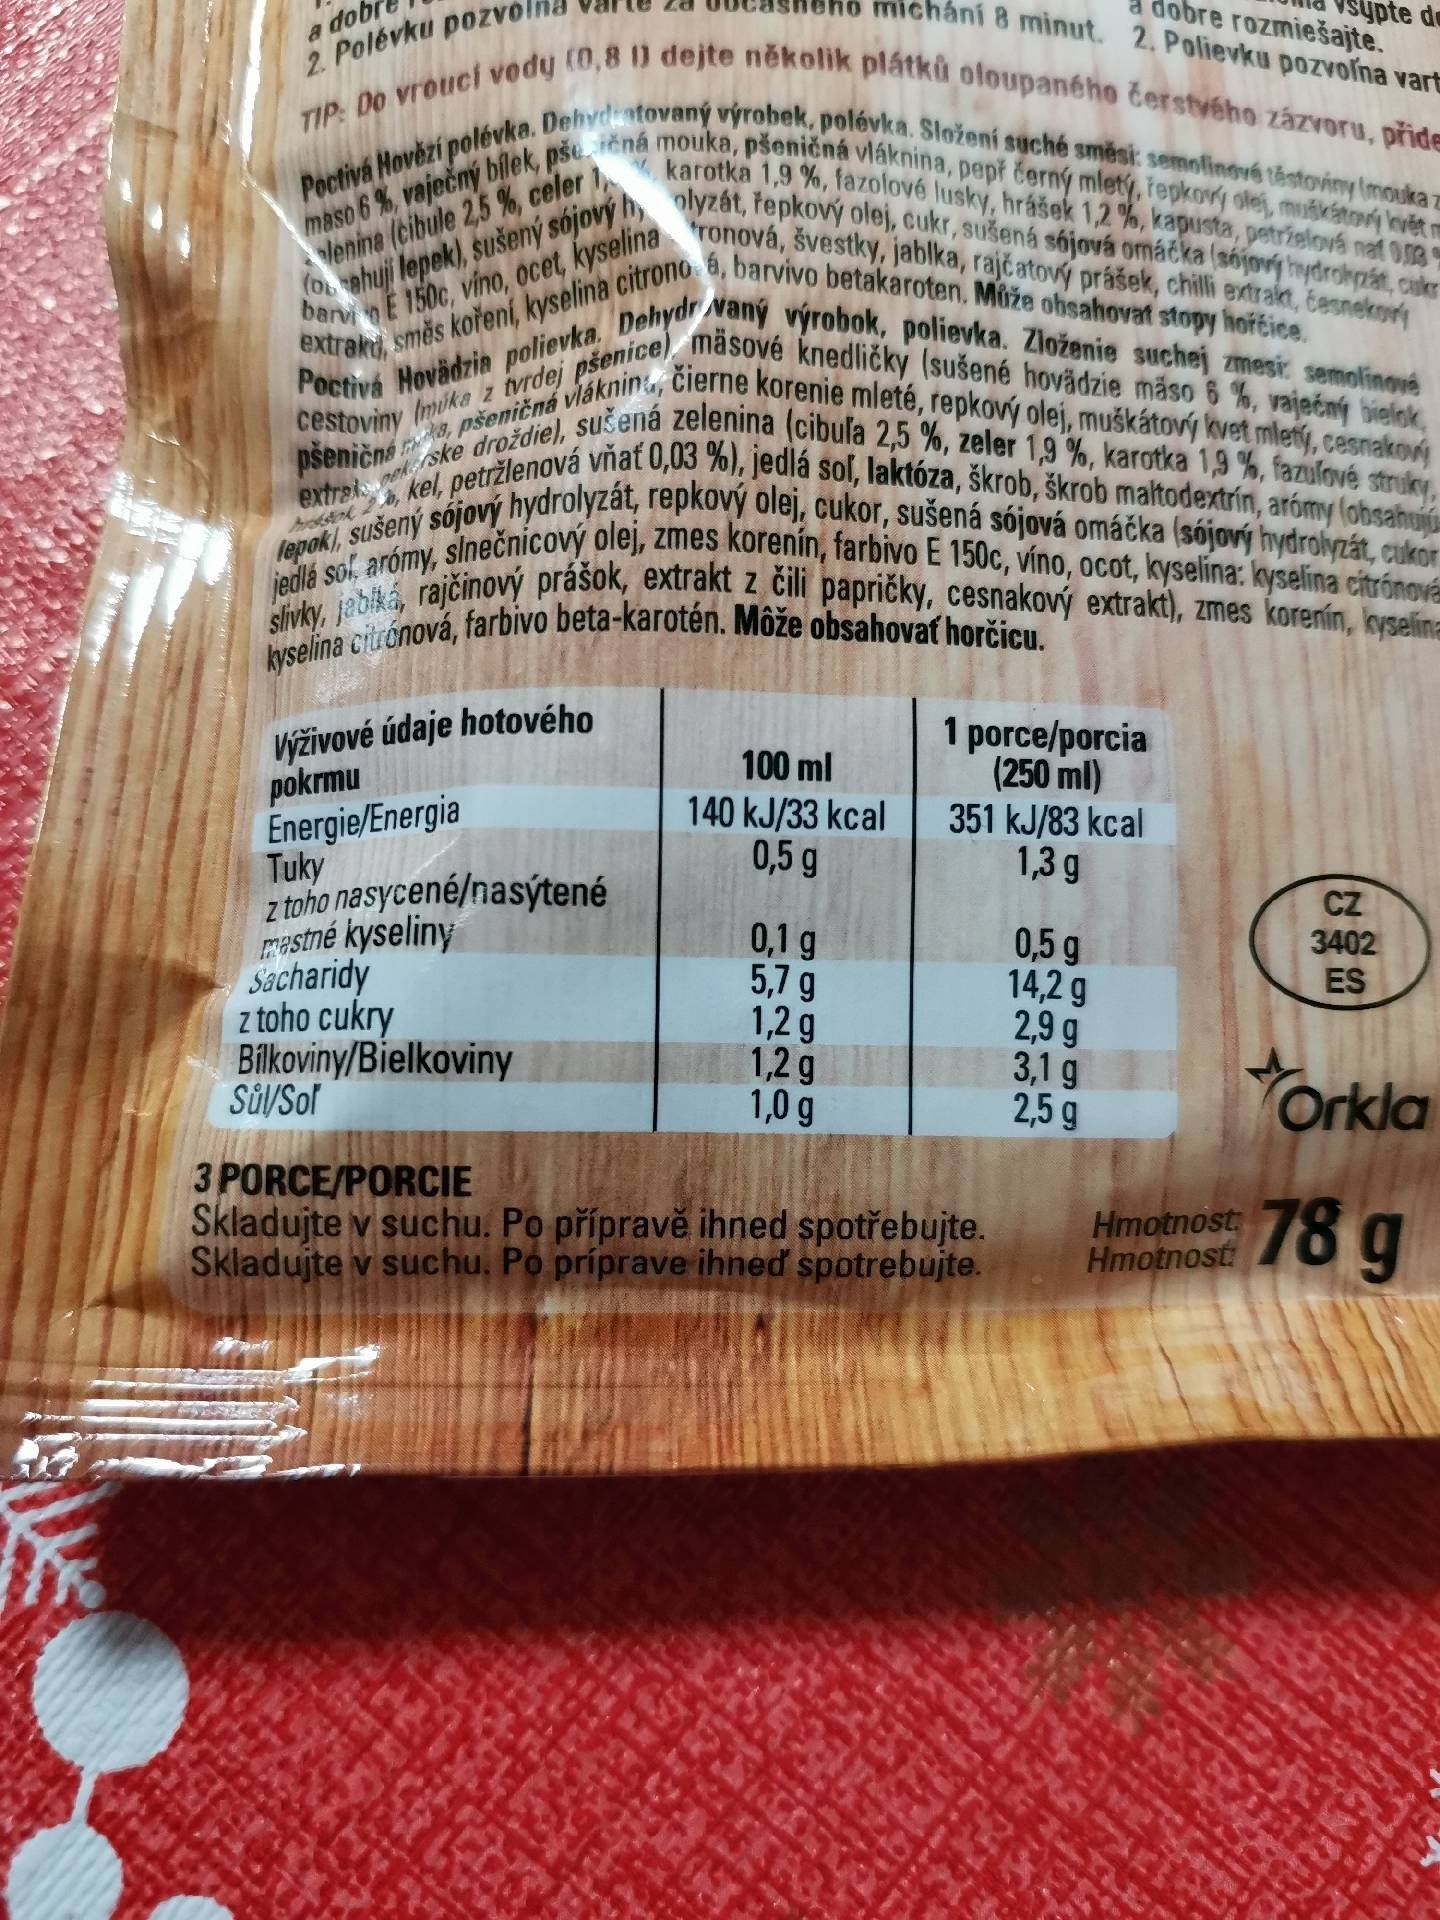 vsypte
a dobře
a dobre rozmiešajte.
2. Polévku pozvolna vařte za občasného míchání 8 minut.
2. Polievku pozvoľna
TIP: Do vroucí vody (0,8 l) dejte několik plátků oloupaného čerstvého zázvoru,
Poctivá Hovězí polévka. Dehydratovaný výrobek, polévka. Složení suché směsi: semolinové těstoviny (mouka z
maso 6 %, vaječný bílek, pšeničná mouka, pšeničná vláknina, pepř černý mletý, řepkový olej, muškátový květ
zelenina (cibule 2,5 %, celer karotka 1,9 %, fazolové lusky, hrášek 1,2 %, kapusta, petrželová nať 0,03 %
(obsahují lepek), sušený sójový hydrolyzát, řepkový olej, cukr, sušená sójová omáčka (sójový hydrolyzát, cukr
barvivo E 150c, víno, ocet, kyselina citronová, švestky, jablka, rajčatový prášek, chilli extrakt, česnekový
extrakt), směs koření, kyselina citronová, barvivo betakaroten. Může obsahovat stopy hořčice.
Poctivá Hovädzia polievka. Dehydrovaný výrobok, polievka. Zloženie suchej zmesi: semolinové
cestoviny (múka z tvrdej pšenice), mäsové knedličky (sušené hovädzie mäso 6 %, vaječný bielok,
pšeničná múka, pšeničná vláknina, čierne korenie mleté, repkový olej, muškátový kvet mletý, cesnakový
extrakt, pekárske droždie), sušená zelenina (cibuľa 2,5 %, zeler 1,9 %, karotka 1,9 %, fazuľové struky,
hrášok kel, petržlenová vňať 0,03 %), jedlá soľ, laktóza, škrob, škrob maltodextrín, arómy (obsahujú
lepok), sušený sójový hydrolyzát, repkový olej, cukor, sušená sójová omáčka (sójový hydrolyzát, cukor
jedlá soľ, arómy, slnečnicový olej, zmes korenín, farbivo E 150c, víno, ocot, kyselina: kyselina citrónová
slivky, jablká, rajčinový prášok, extrakt z čili papričky, cesnakový extrakt), zmes korenín, kyselina
kyselina citrónová, farbivo beta-karotén. Môže obsahovať horčicu.
Výživové údaje hotového
pokrmu 100 ml 1 porce/porcia
(250 ml)
Energie/Energia 140 kJ/33 kcal 351 kJ/83 kcal
Tuky 0,5 g 1,3 g
z toho nasycené/nasýtené
mastné kyseliny 0,1 g 0,5 g
Sacharidy 5,7 g 14,2 g
z toho cukry 1,2 g 2,9 g
Bílkoviny/Bielkoviny 1,2 g 3,1 g
Sůl/Soľ 1,0 g 2,5 g
CZ
3402
ES
Orkla
3 PORCE/PORCIE
Skladujte v suchu. Po přípravě ihned spotřebujte.
Skladujte v suchu. Po príprave ihneď spotrebujte.
Hmotnost:
Hmotnosť: 78 g